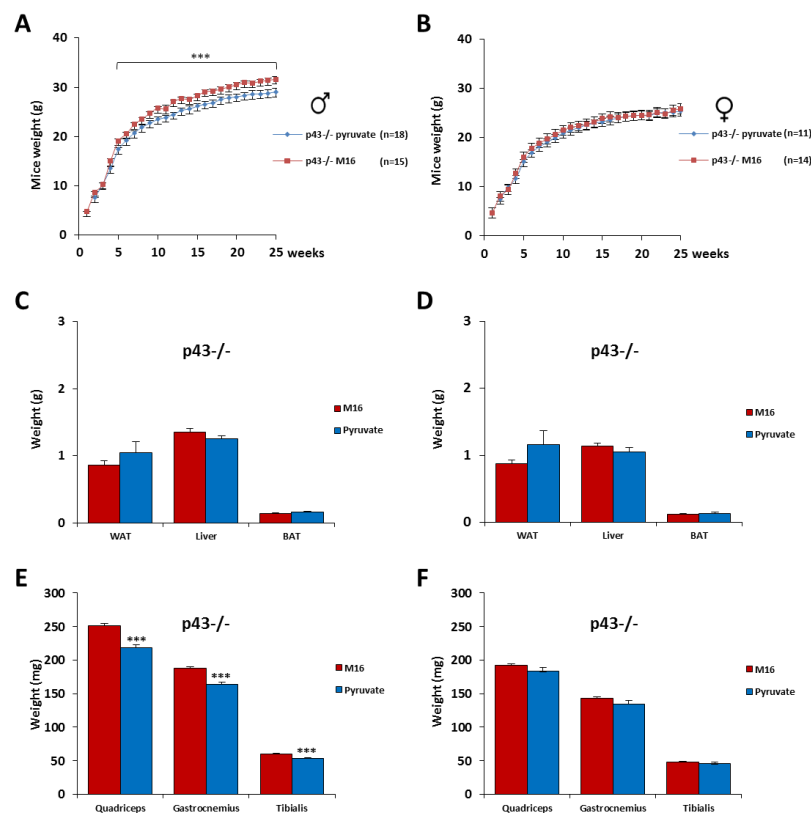 A
B
40
30
20
10
0
Mice weight (g)
***
♂
p43-/- pyruvate (n=18)
p43-/- M16 (n=15)
0 5 10 15 20 25 weeks
40
30
20
10
0
Mice weight (g)
♀
p43-/- pyruvate (n=11)
p43-/- M16 (n=14)
0 5 10 15 20 25 weeks
C
D
3
2
1
0
Weight (g)
p43-/-
M16
Pyruvate
WAT Liver BAT
3
2
1
0
Weight (g)
p43-/-
M16
Pyruvate
WAT Liver BAT
E
F
300
250
200
150
100
50
0
Weight (mg)
p43-/-
***
***
***
M16
Pyruvate
Quadriceps Gastrocnemius Tibialis
300
250
200
150
100
50
0
Weight (mg)
p43-/-
M16
Pyruvate
Quadriceps Gastrocnemius Tibialis